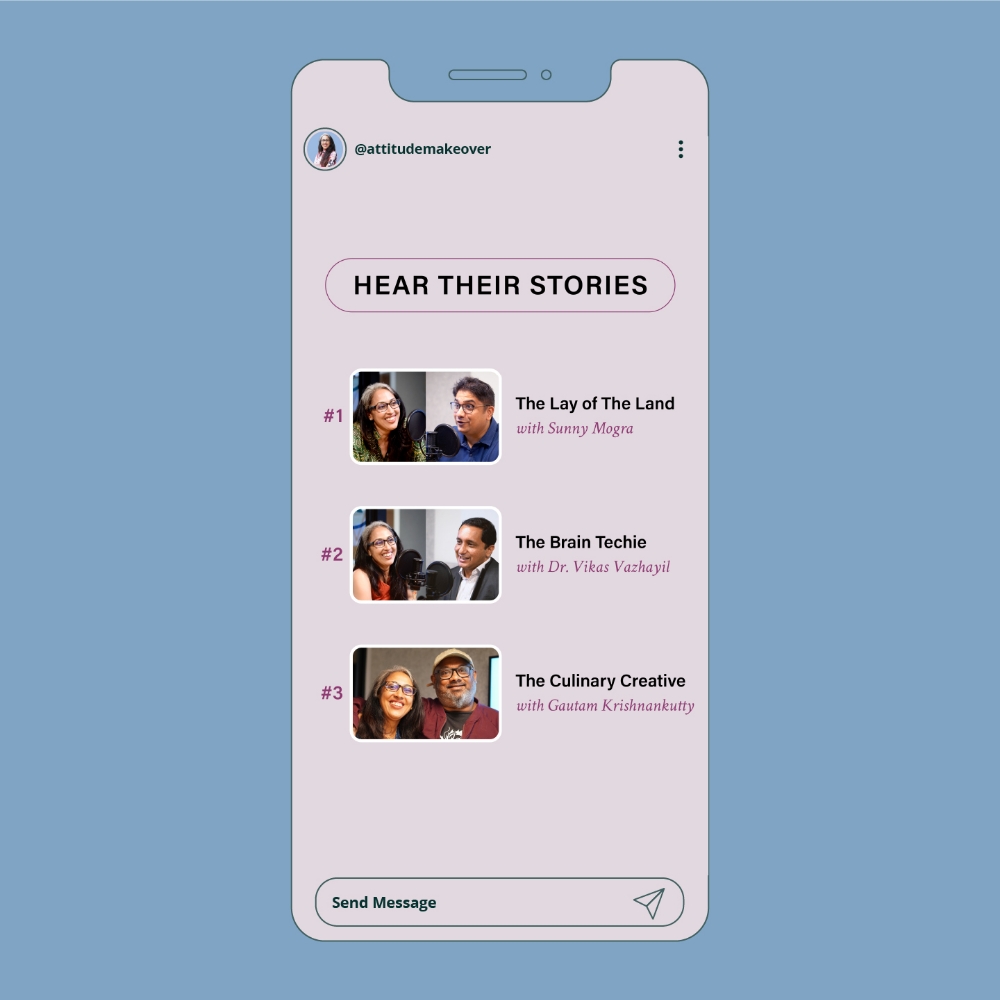 @attitudemakeover
HEAR THEIR STORIES
#1
The Lay of The Land
with Sunny Mogra
#2
The Brain Techie
with Dr. Vikas Vazhayil
#3
The Culinary Creative
with Gautam Krishnankutty
Send Message